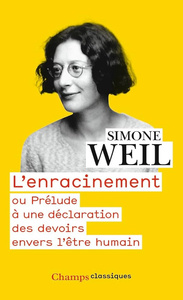 SIMONE
WEIL
L'enracinement
ou Prélude
à une déclaration
des devoirs
envers l'être humain
Champs classiques